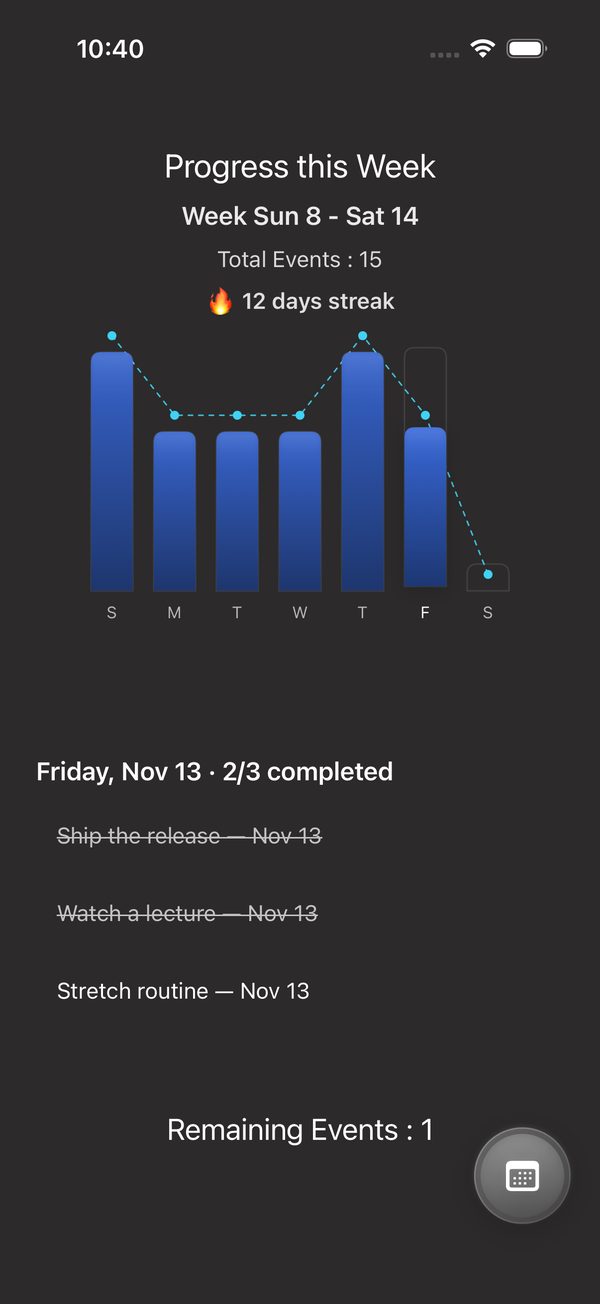 10:40
Progress this Week
Week Sun 8 - Sat 14
Total Events : 15
🔥 12 days streak
S M T W T F S
Friday, Nov 13 · 2/3 completed
Ship the release — Nov 13
Watch a lecture — Nov 13
Stretch routine — Nov 13
Remaining Events : 1